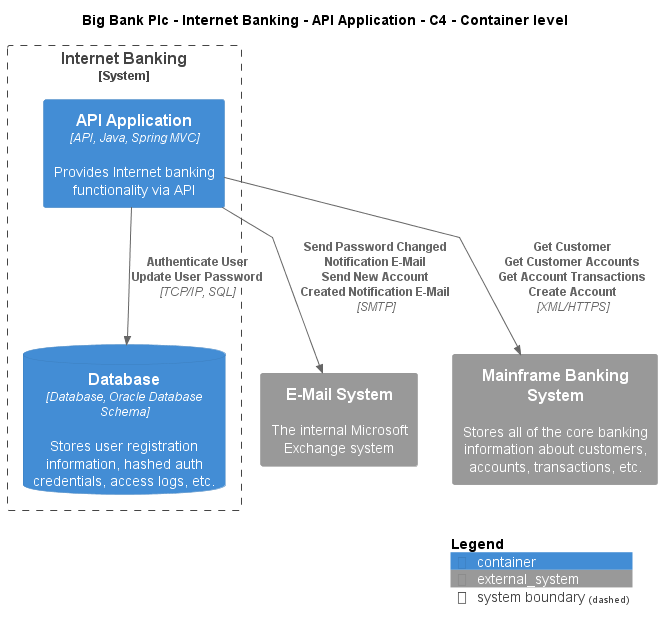 Big Bank Plc - Internet Banking - API Application - C4 - Container level
Internet Banking
[System]
API Application
[API, Java, Spring MVC]
Provides Internet banking
functionality via API
Authenticate User
Update User Password
[TCP/IP, SQL]
Send Password Changed
Notification E-Mail
Send New Account
Created Notification E-Mail
[SMTP]
Get Customer
Get Customer Accounts
Get Account Transactions
Create Account
[XML/HTTPS]
Database
[Database, Oracle Database
Schema]
Stores user registration
information, hashed auth
credentials, access logs, etc.
E-Mail System
The internal Microsoft
Exchange system
Mainframe Banking
System
Stores all of the core banking
information about customers,
accounts, transactions, etc.
Legend
container
external_system
system boundary (dashed)